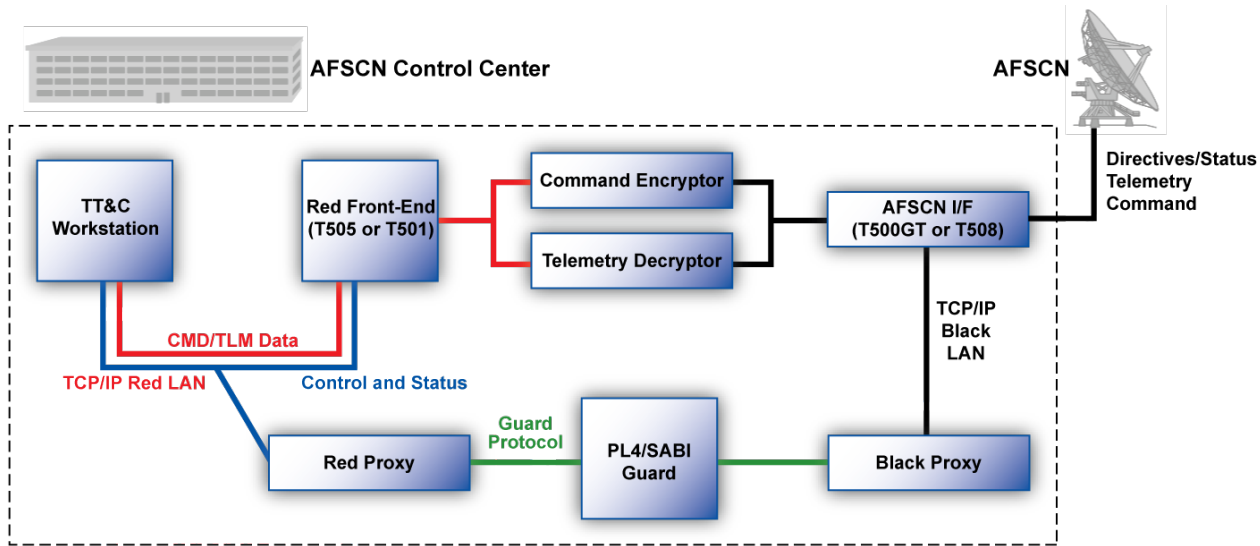 AFSCN Control Center
AFSCN
Directives/Status
Telemetry
Command
TT&C
Workstation
Red Front-End
(T505 or T501)
Command Encryptor
Telemetry Decryptor
AFSCN I/F
(T500GT or T508)
CMD/TLM Data
TCP/IP Red LAN
Control and Status
TCP/IP
Black
LAN
Red Proxy
Guard
Protocol
PL4/SABI
Guard
Black Proxy